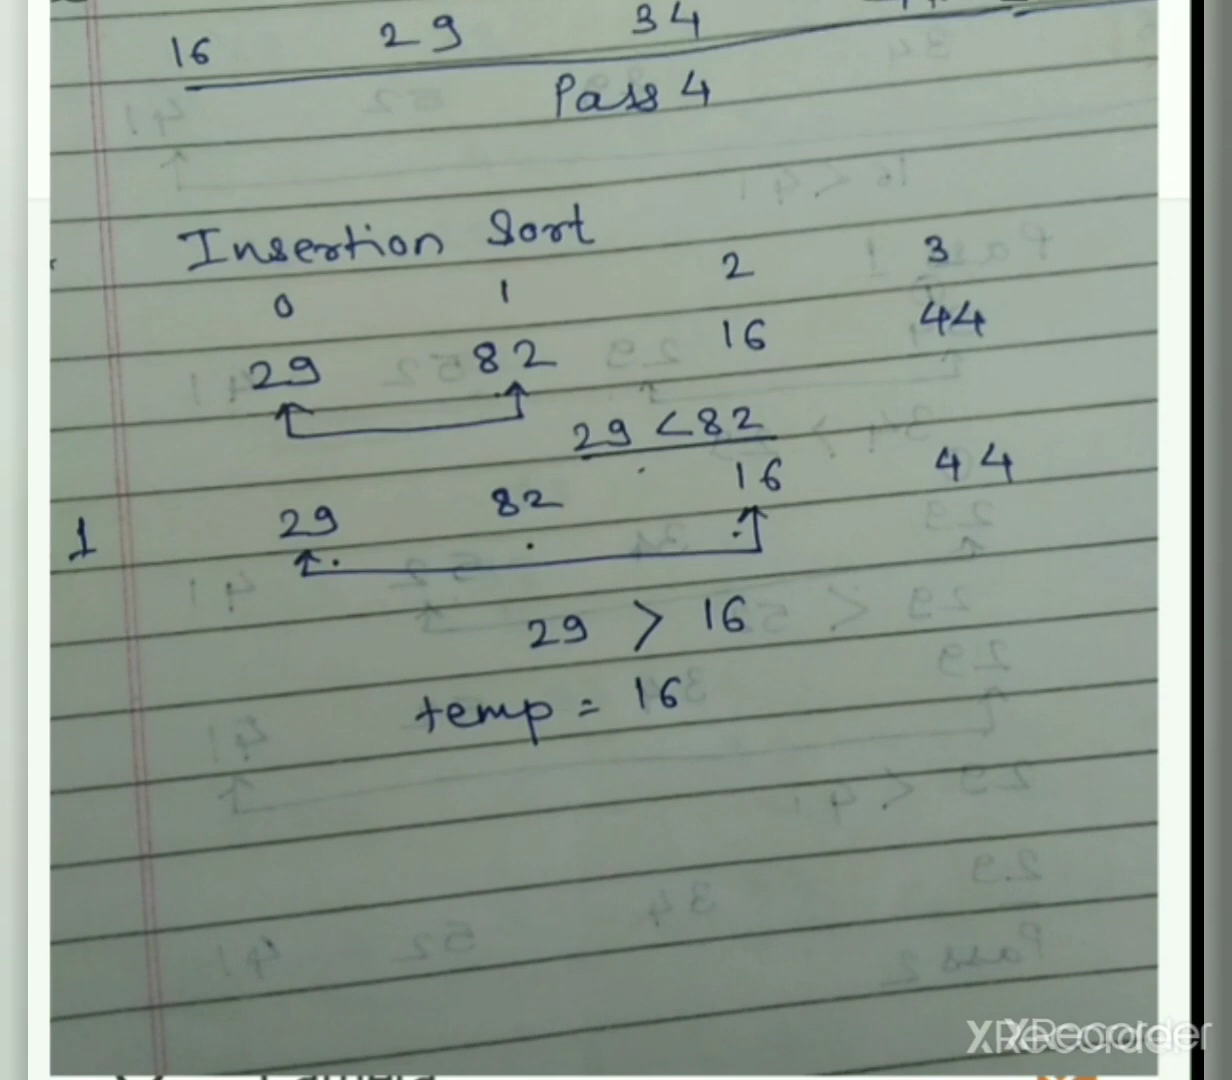 16 29 34
Pass 4
Insertion Sort
0 1 2 3
29 82 16 44
29 < 82
1 29 82 16 44
29 > 16
temp = 16
XRecorder